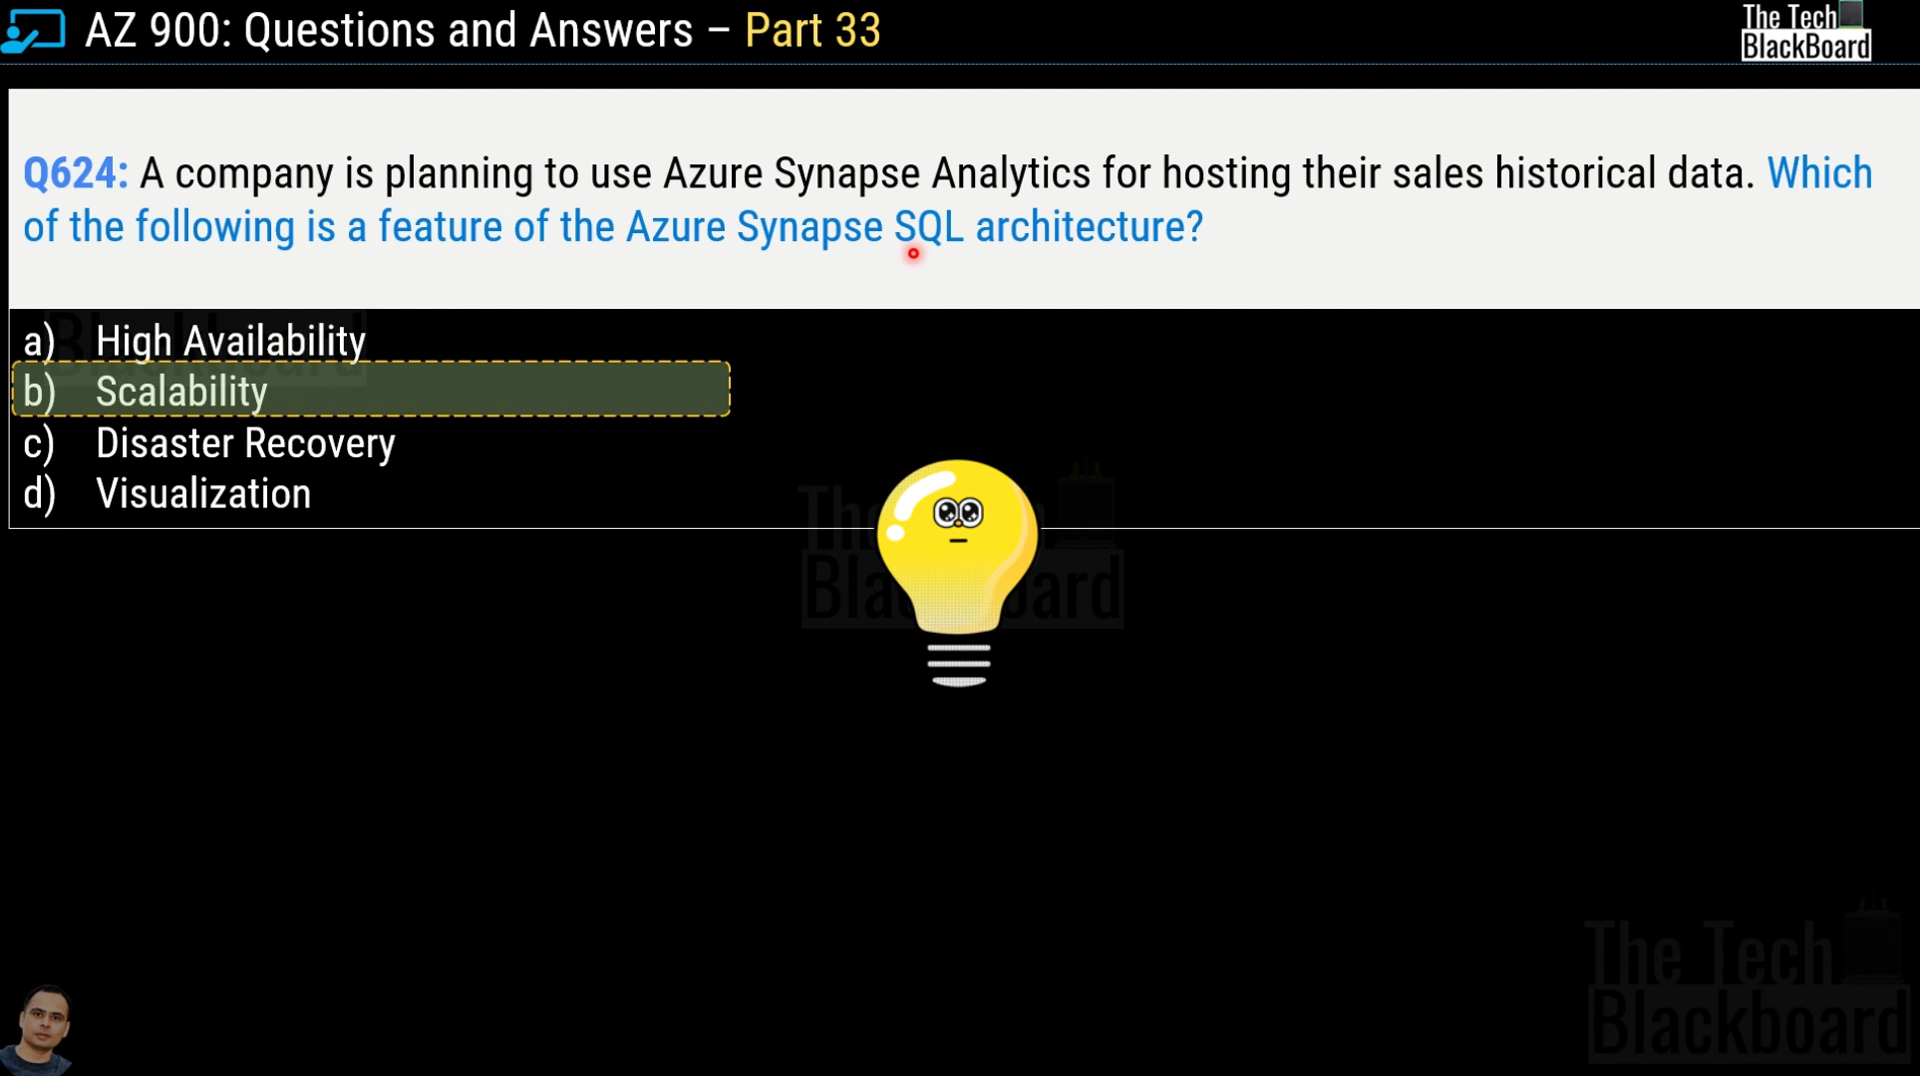 AZ 900: Questions and Answers – Part 33
The Tech
BlackBoard
Q624: A company is planning to use Azure Synapse Analytics for hosting their sales historical data. Which
of the following is a feature of the Azure Synapse SQL architecture?
a) High Availability
b) Scalability
c) Disaster Recovery
d) Visualization
The Tech
Blackboard